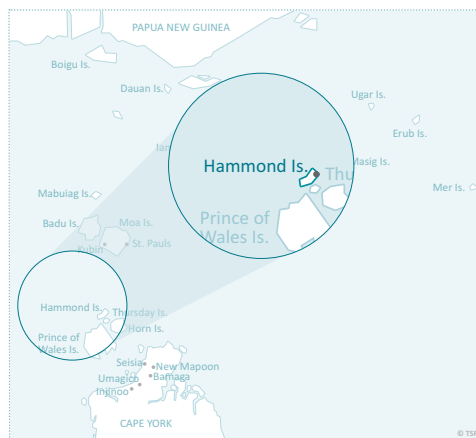 PAPUA NEW GUINEA
Boigu Is.
Dauan Is.
Ugar Is.
Erub Is.
Hammond Is.
Masig Is.
Mer Is.
Mabuiag Is.
Prince of
Wales Is.
Badu Is.
Moa Is.
Kubin
St. Pauls
Hammond Is.
Thursday Is.
Horn Is.
Prince of
Wales Is.
Seisia
New Mapoon
Bamaga
Umagico
Injinoo
CAPE YORK